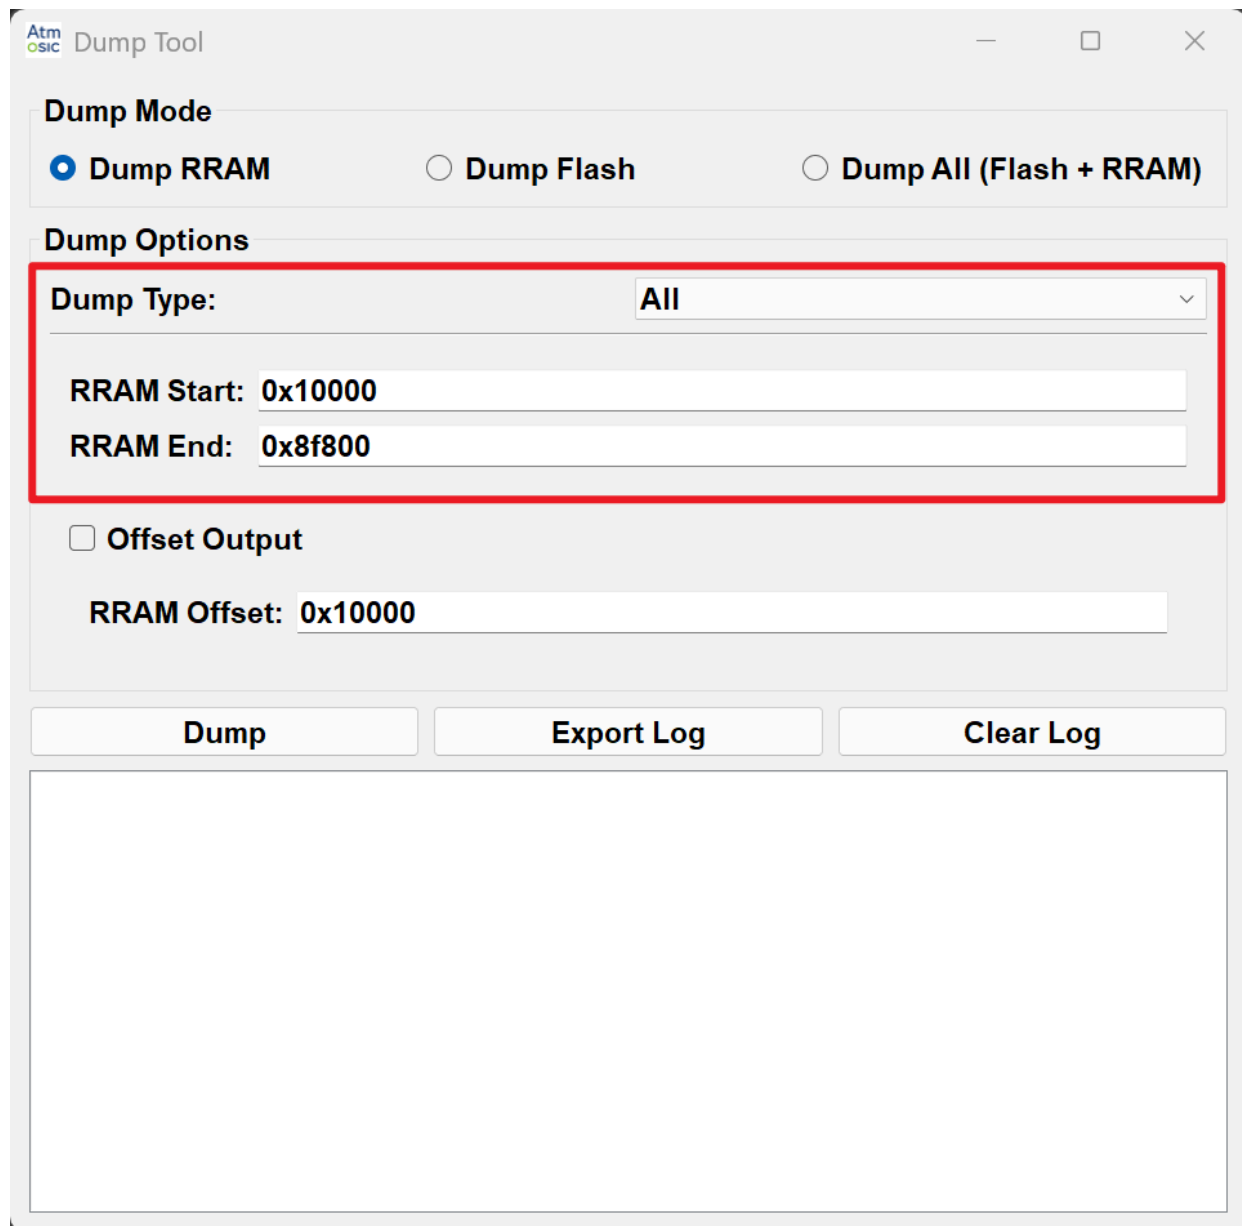 Atm
osic
Dump Tool
Dump Mode
Dump RRAM
Dump Flash
Dump All (Flash + RRAM)
Dump Options
Dump Type:
All
RRAM Start: 0x10000
RRAM End: 0x8f800
Offset Output
RRAM Offset: 0x10000
Dump
Export Log
Clear Log